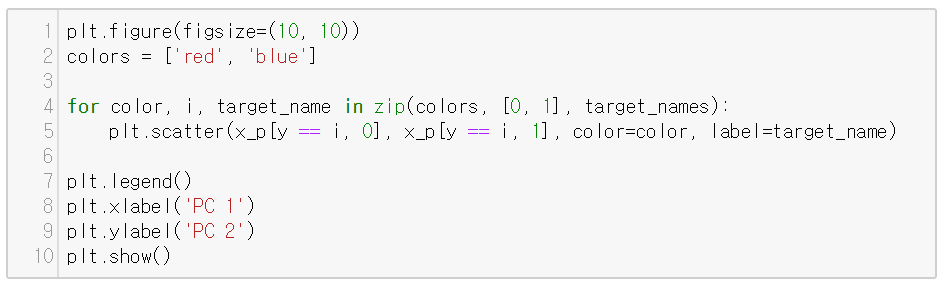 1 plt.figure(figsize=(10, 10))
2 colors = ['red', 'blue']
3
4 for color, i, target_name in zip(colors, [0, 1], target_names):
5     plt.scatter(x_p[y == i, 0], x_p[y == i, 1], color=color, label=target_name)
6
7 plt.legend()
8 plt.xlabel('PC 1')
9 plt.ylabel('PC 2')
10 plt.show()